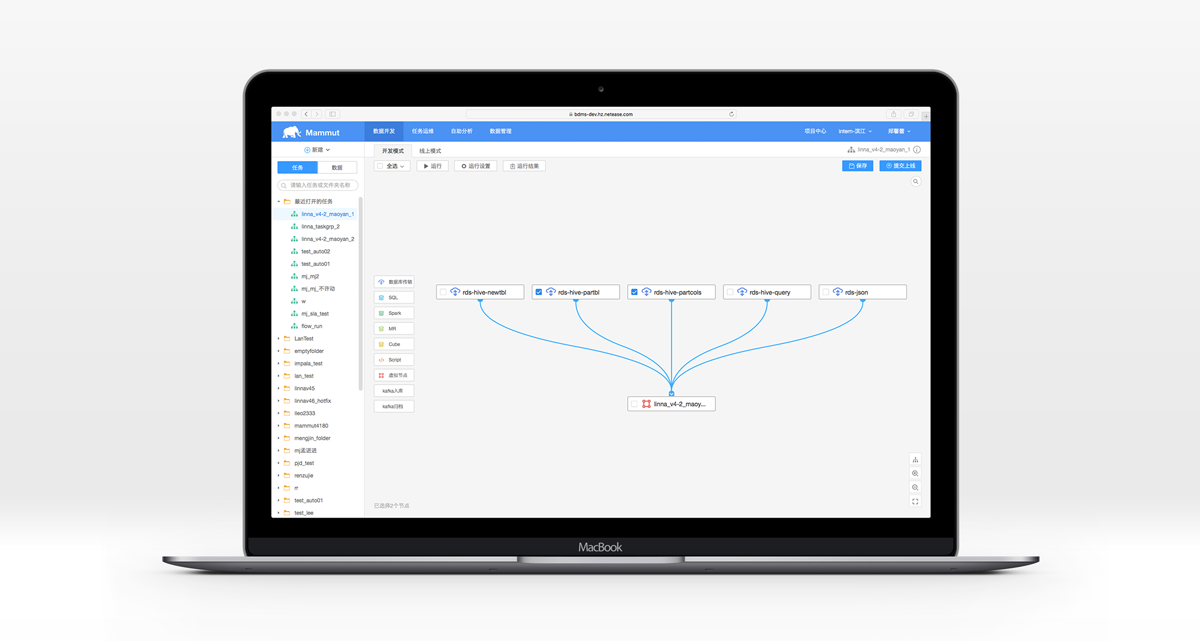 bdms-dev.hz.netease.com
Mammut
数据开发
任务运维
自助分析
数据管理
项目中心
intern-滨江
郑馨蕾
新建
开发模式
线上模式
linna_v4-2_maoyan_1
任务
数据
全选
运行
运行设置
运行结果
保存
提交上线
请输入任务或文件夹名称
最近打开的任务
linna_v4-2_maoyan_1
linna_taskgrp_2
linna_v4-2_maoyan_2
test_auto02
test_auto01
mj_mj2
mj_mj_不许动
w
mj_sla_test
flow_run
LanTest
emptyfolder
impala_test
lan_test
linnav45
linnav46_hotfix
lleo2333
mammut4180
mengjin_folder
mj孟进进
pjd_test
renzujie
rr
test_auto01
test_lee
数据库传输
SQL
Spark
MR
Cube
Script
虚拟节点
kafka入库
kafka归档
rds-hive-newtbl
rds-hive-partbl
rds-hive-partcols
rds-hive-query
rds-json
linna_v4-2_maoy...
已选择2个节点
MacBook